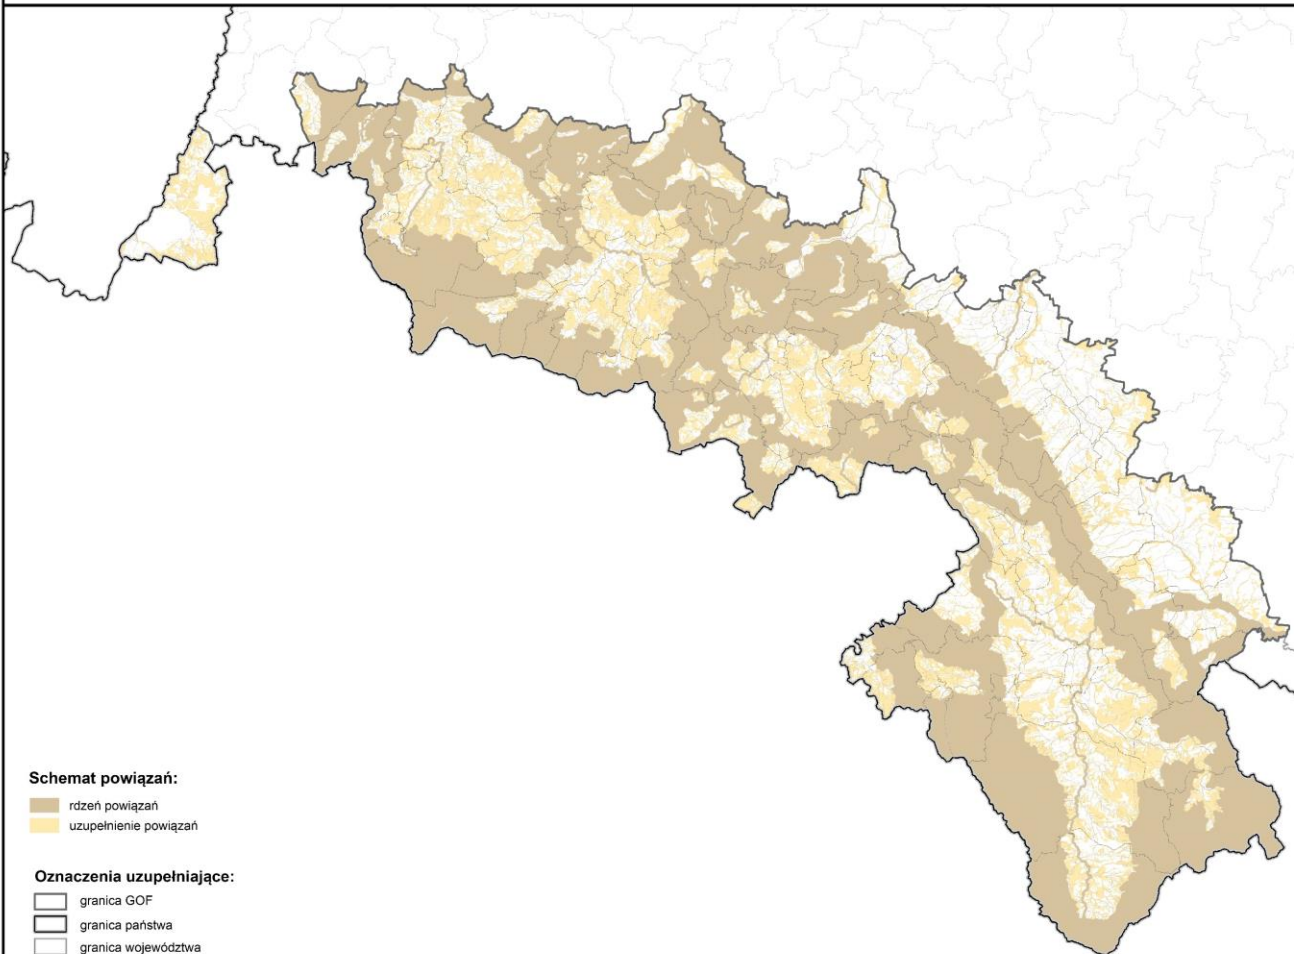 Schemat powiązań:
rdzeń powiązań
uzupełnienie powiązań
Oznaczenia uzupełniające:
granica GOF
granica państwa
granica województwa